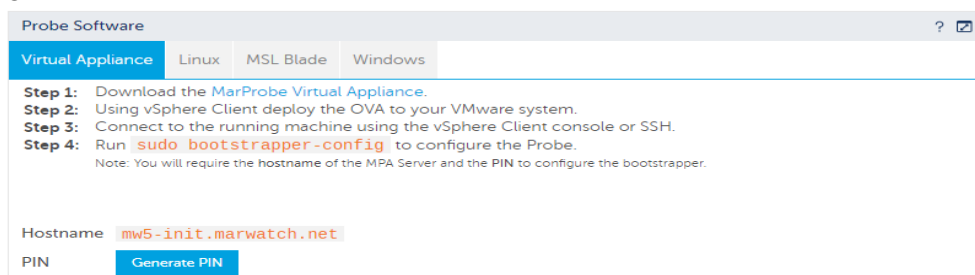 Probe Software ?
Virtual Appliance Linux MSL Blade Windows
Step 1: Download the MarProbe Virtual Appliance.
Step 2: Using vSphere Client deploy the OVA to your VMware system.
Step 3: Connect to the running machine using the vSphere Client console or SSH.
Step 4: Run sudo bootstrapper-config to configure the Probe.
Note: You will require the hostname of the MPA Server and the PIN to configure the bootstrapper.
Hostname mw5-init.marwatch.net
PIN Generate PIN